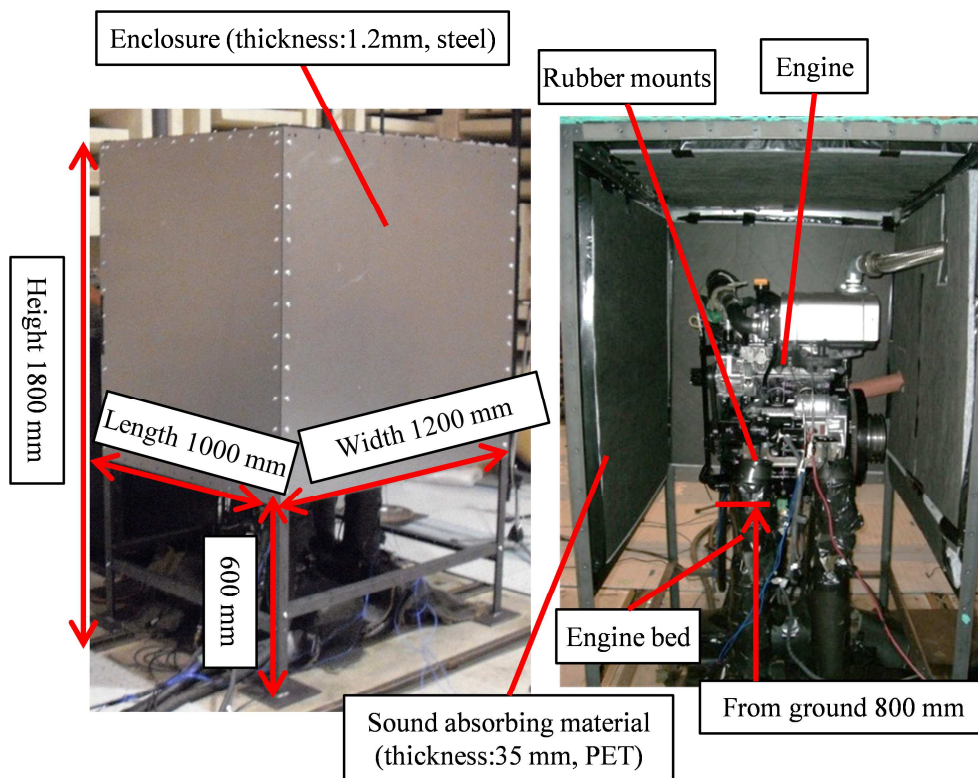 Enclosure (thickness:1.2mm, steel)
Rubber mounts
Engine
Height 1800 mm
Length 1000 mm
Width 1200 mm
600 mm
Engine bed
From ground 800 mm
Sound absorbing material
(thickness:35 mm, PET)